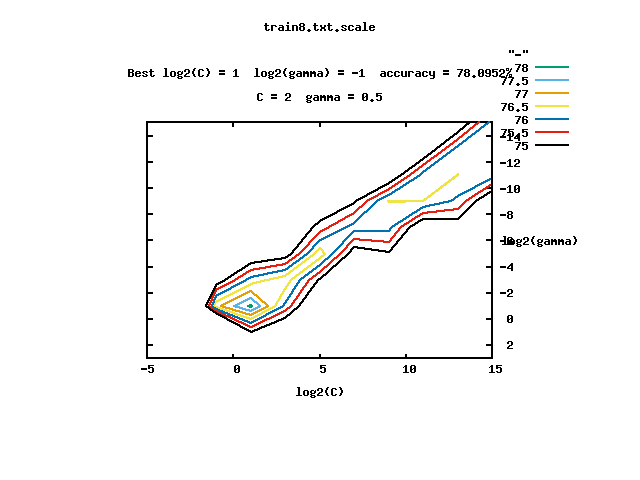 train8.txt.scale
"-"
Best log2(C) = 1 log2(gamma) = -1 accuracy = 78.0952%
78
77.5
77
C = 2 gamma = 0.5
76.5
76
75.5
75
-14
-12
-10
-8
-6
log2(gamma)
-4
-2
0
2
-5 0 5 10 15
log2(C)